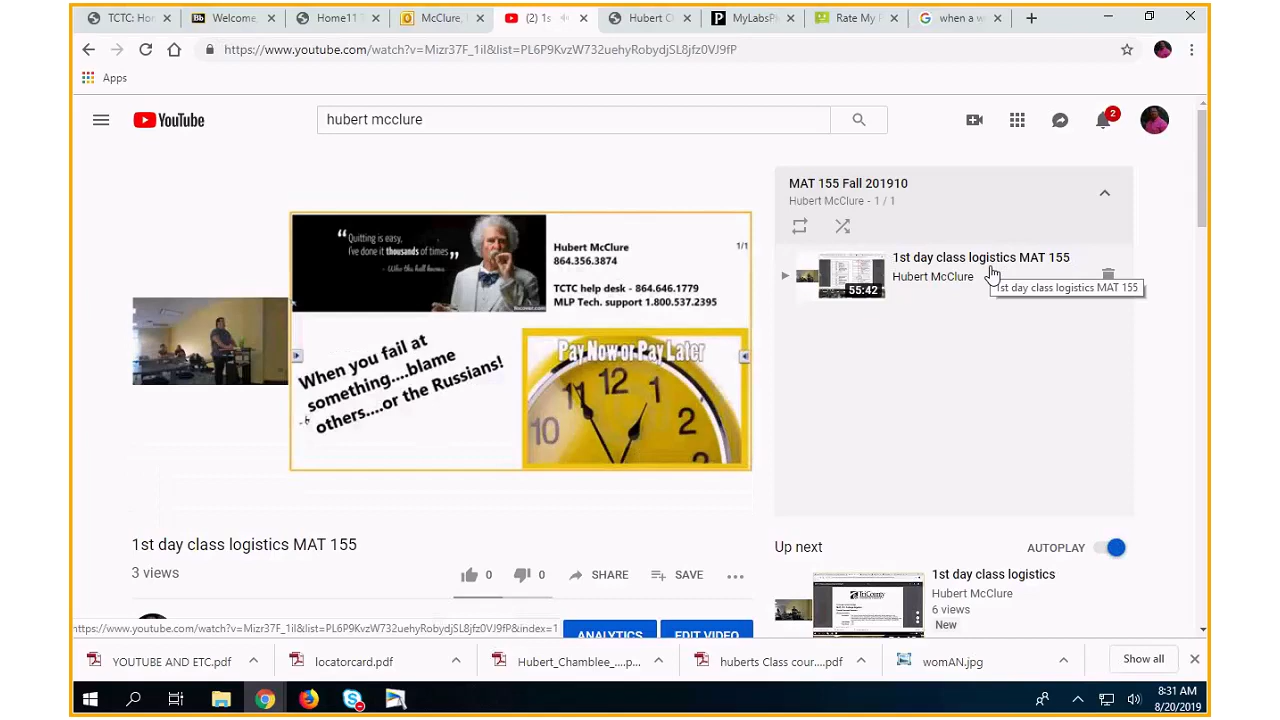 TCTC: Ho
Welcome,
Home11
McClure,
(2) 1s
Hubert C
MyLabsPl
Rate My P
when a w
https://www.youtube.com/watch?v=Mizr37F_1iI&list=PL6P9KvzW732uehyRobydjSL8jfz0VJ9fP
Apps
YouTube
hubert mcclure
2
"Quitting is easy,
I've done it thousands of times"
Hubert McClure
864.356.3874
1/1
TCTC help desk - 864.646.1779
MLP Tech. support 1.800.537.2395
When you fail at
something....blame
others....or the Russians!
Pay Now or Pay Later
10
11
12
1
2
MAT 155 Fall 201910
Hubert McClure - 1 / 1
55:42
1st day class logistics MAT 155
Hubert McClure
1st day class logistics MAT 155
1st day class logistics MAT 155
3 views
0
0
SHARE
SAVE
ANALYTICS
EDIT VIDEO
Up next
AUTOPLAY
1st day class logistics
Hubert McClure
6 views
New
https://www.youtube.com/watch?v=Mizr37F_1iI&list=PL6P9KvzW732uehyRobydjSL8jfz0VJ9fP&index=1
YOUTUBE AND ETC.pdf
locatorcard.pdf
Hubert_Chamblee_....p...
huberts Class cour....pdf
womAN.jpg
Show all
8:31 AM
8/20/2019